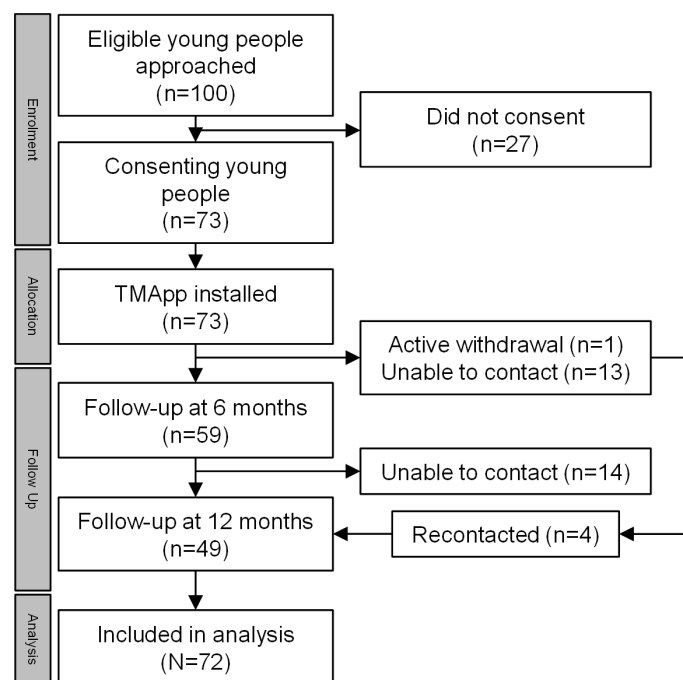 Enrolment
Eligible young people
approached
(n=100)
Did not consent
(n=27)
Consenting young
people
(n=73)
Allocation
TMApp installed
(n=73)
Active withdrawal (n=1)
Unable to contact (n=13)
Follow Up
Follow-up at 6 months
(n=59)
Unable to contact (n=14)
Follow-up at 12 months
(n=49)
Recontacted (n=4)
Analysis
Included in analysis
(N=72)